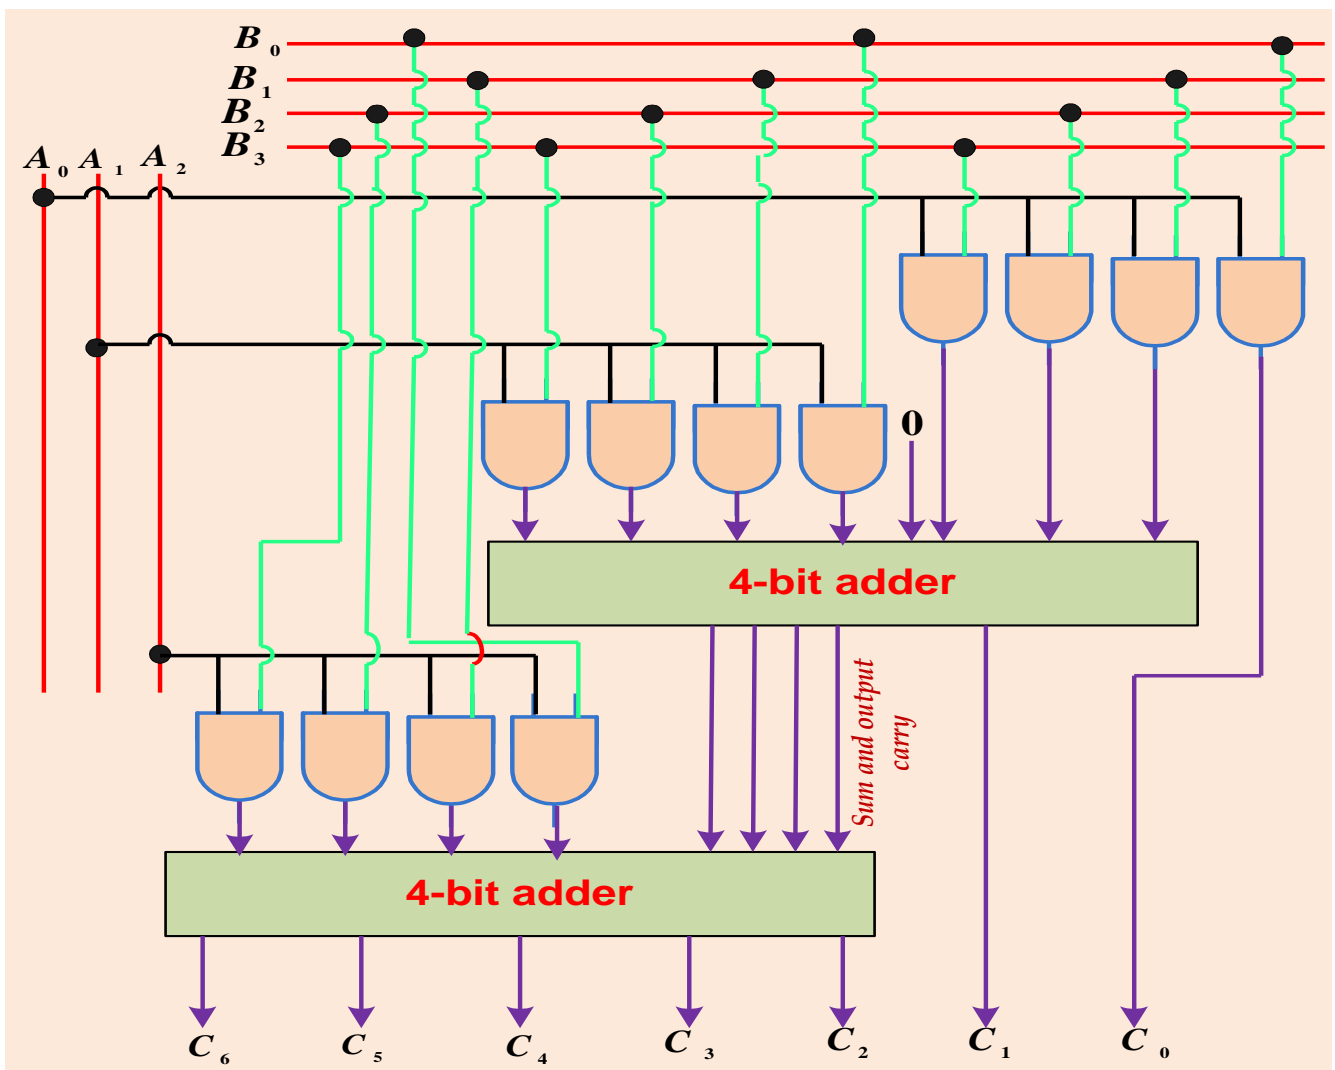 B₀
B₁
B₂
B₃
A₀ A₁ A₂
0
4-bit adder
Sum and output
carry
4-bit adder
C₆ C₅ C₄ C₃ C₂ C₁ C₀